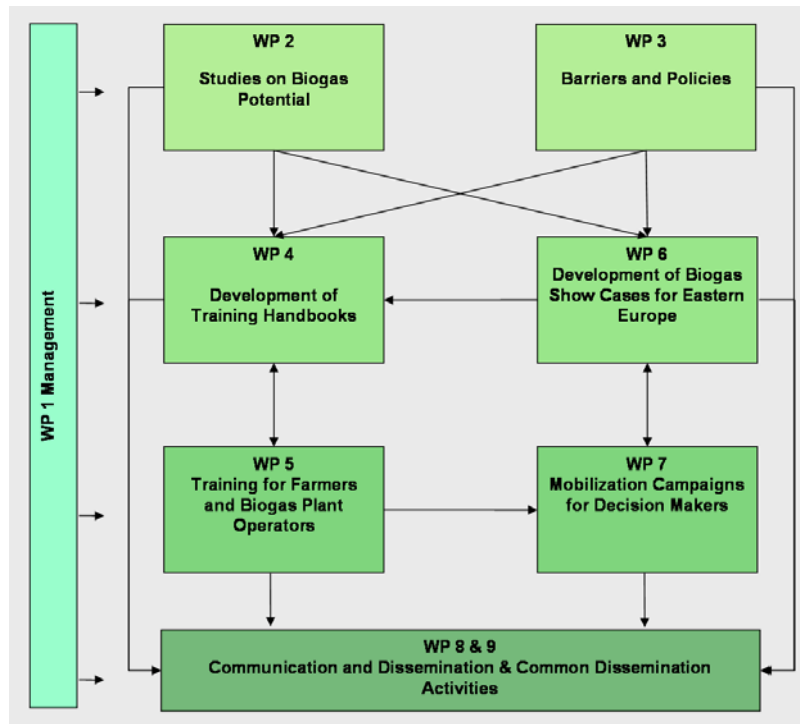 WP 1 Management
WP 2
Studies on Biogas
Potential
WP 3
Barriers and Policies
WP 4
Development of
Training Handbooks
WP 6
Development of Biogas
Show Cases for Eastern
Europe
WP 5
Training for Farmers
and Biogas Plant
Operators
WP 7
Mobilization Campaigns
for Decision Makers
WP 8 & 9
Communication and Dissemination & Common Dissemination
Activities